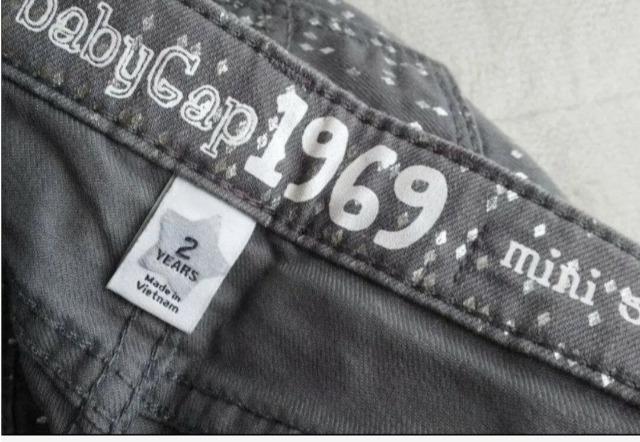 babyGap 1969 mini s
2
YEARS
Made in
Vietnam